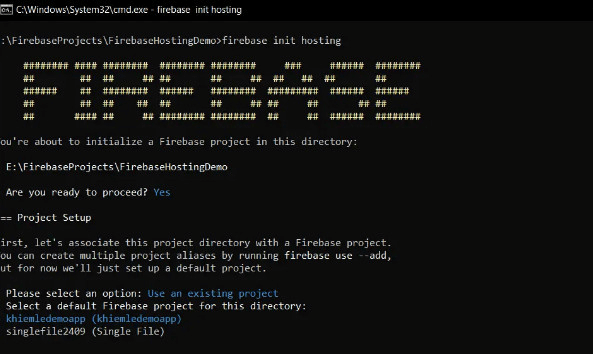 C:\Windows\System32\cmd.exe - firebase  init hosting
:\FirebaseProjects\FirebaseHostingDemo>firebase init hosting
######## #### ######## ######## ########     ###     ######  ########
##        ##  ##     ## ##       ##     ##  ##   ##  ##       ##
######    ##  ########  ######   ########  #########  ######  ######
##        ##  ##    ##  ##       ##     ## ##     ##       ## ##
##       #### ##     ## ######## ########  ##     ##  ######  ########
ou're about to initialize a Firebase project in this directory:
E:\FirebaseProjects\FirebaseHostingDemo
Are you ready to proceed? Yes
== Project Setup
irst, let's associate this project directory with a Firebase project.
ou can create multiple project aliases by running firebase use --add,
ut for now we'll just set up a default project.
Please select an option: Use an existing project
Select a default Firebase project for this directory:
khiemledemoapp (khiemledemoapp)
singlefile2409 (Single File)